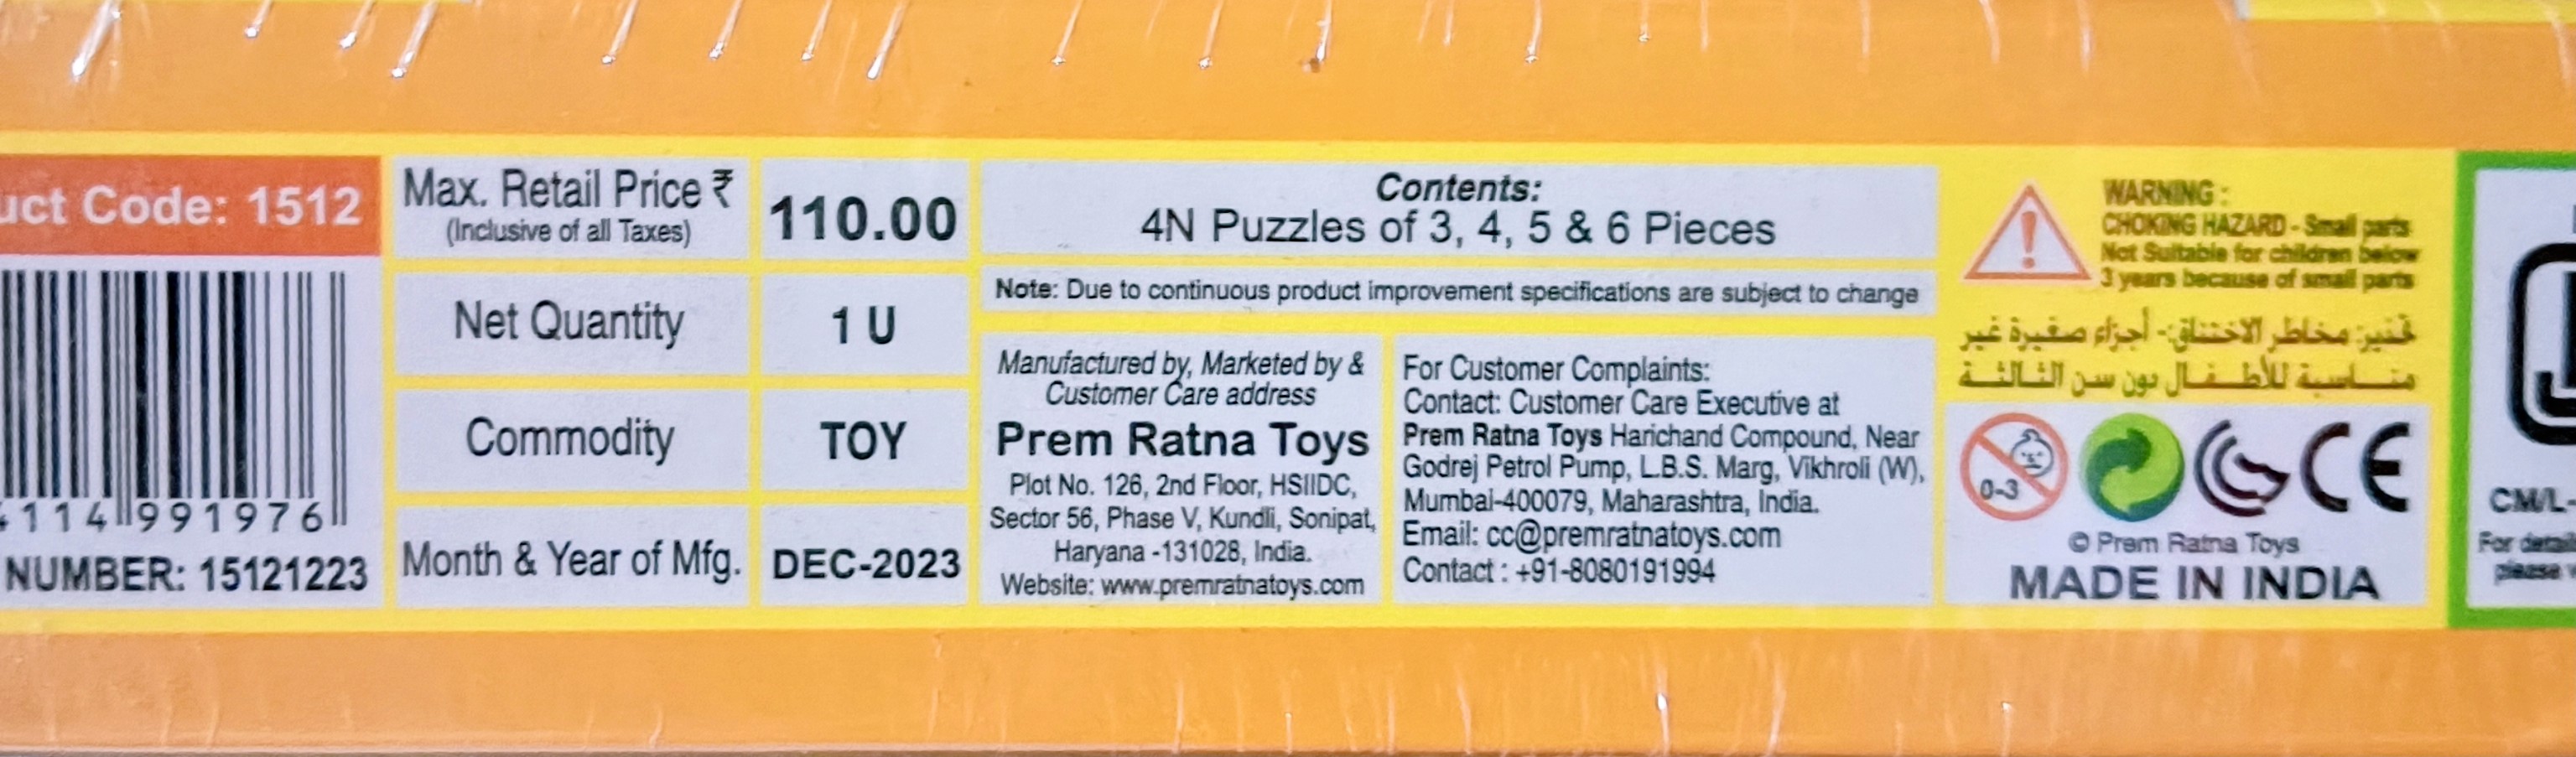 uct Code: 1512
114 991976
NUMBER: 15121223
Max. Retail Price ₹
(Inclusive of all Taxes)
110.00
Net Quantity
1 U
Commodity
TOY
Month & Year of Mfg.
DEC-2023
Contents:
4N Puzzles of 3, 4, 5 & 6 Pieces
Note: Due to continuous product improvement specifications are subject to change
Manufactured by, Marketed by &
Customer Care address
Prem Ratna Toys
Plot No. 126, 2nd Floor, HSIIDC,
Sector 56, Phase V, Kundli, Sonipat,
Haryana -131028, India.
Website: www.premratnatoys.com
For Customer Complaints:
Contact: Customer Care Executive at
Prem Ratna Toys Harichand Compound, Near
Godrej Petrol Pump, L.B.S. Marg, Vikhroli (W),
Mumbai-400079, Maharashtra, India.
Email: cc@premratnatoys.com
Contact : +91-8080191994
WARNING :
CHOKING HAZARD - Small parts
Not Suitable for children below
3 years because of small parts
مخاطر الاختناق:- أجزاء صغيرة غير
منـــاسبة للأطـــفـــال دون سن الثـالثـــة
0-3
CE
© Prem Ratna Toys
MADE IN INDIA
CM/L-
For detail
please